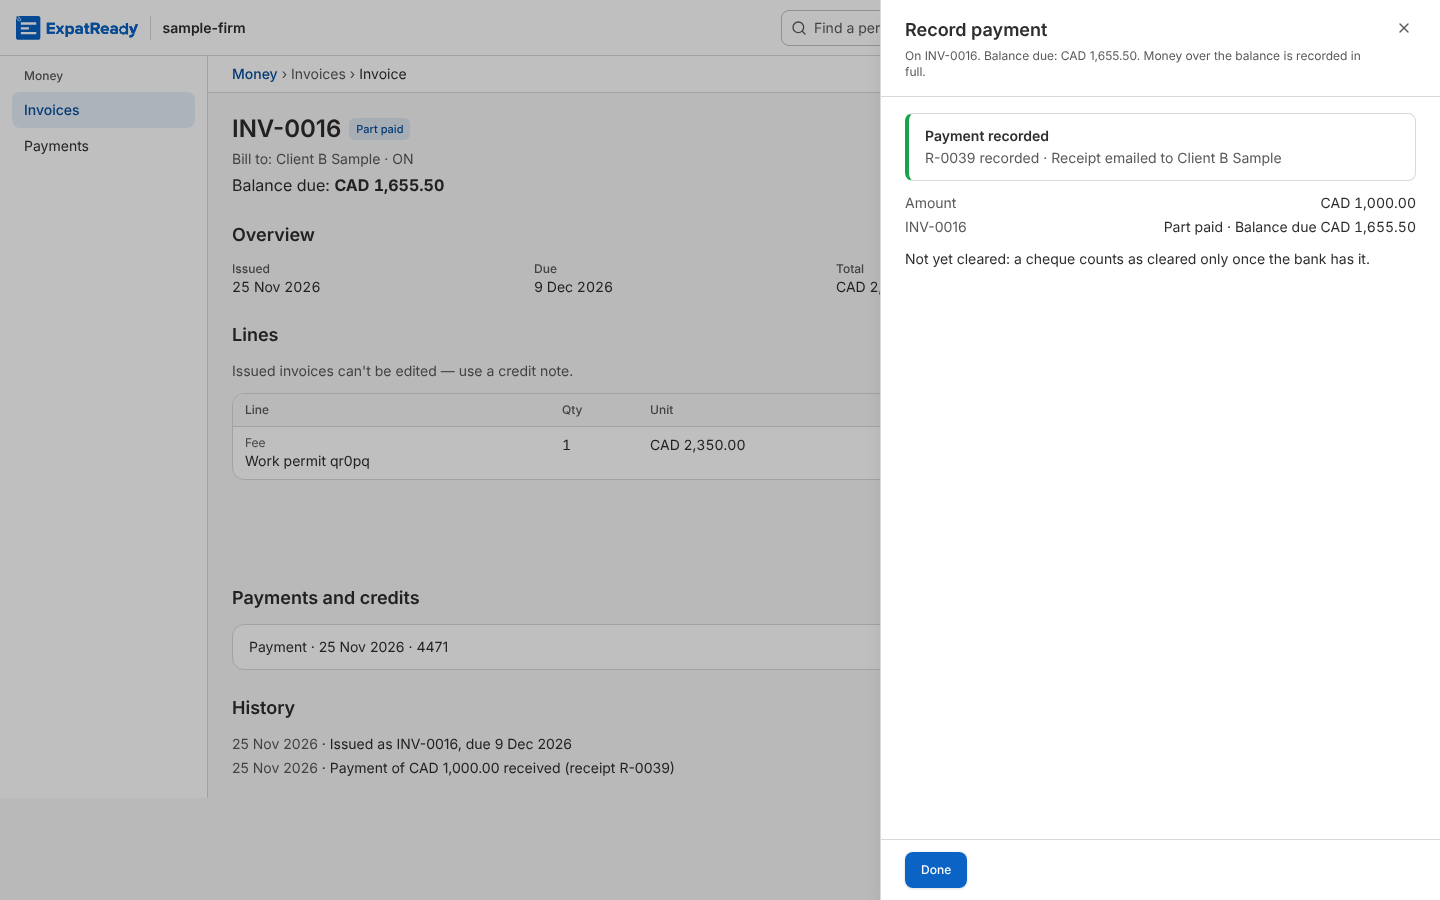 ExpatReady
sample-firm
Find a per
Money
Invoices
Payments
Money › Invoices › Invoice
INV-0016 Part paid
Bill to: Client B Sample · ON
Balance due: CAD 1,655.50
Overview
Issued Due Total
25 Nov 2026 9 Dec 2026 CAD 2,
Lines
Issued invoices can't be edited — use a credit note.
Line Qty Unit
Fee
Work permit qr0pq 1 CAD 2,350.00
Payments and credits
Payment · 25 Nov 2026 · 4471
History
25 Nov 2026 · Issued as INV-0016, due 9 Dec 2026
25 Nov 2026 · Payment of CAD 1,000.00 received (receipt R-0039)
Record payment
On INV-0016. Balance due: CAD 1,655.50. Money over the balance is recorded in
full.
Payment recorded
R-0039 recorded · Receipt emailed to Client B Sample
Amount CAD 1,000.00
INV-0016 Part paid · Balance due CAD 1,655.50
Not yet cleared: a cheque counts as cleared only once the bank has it.
Done